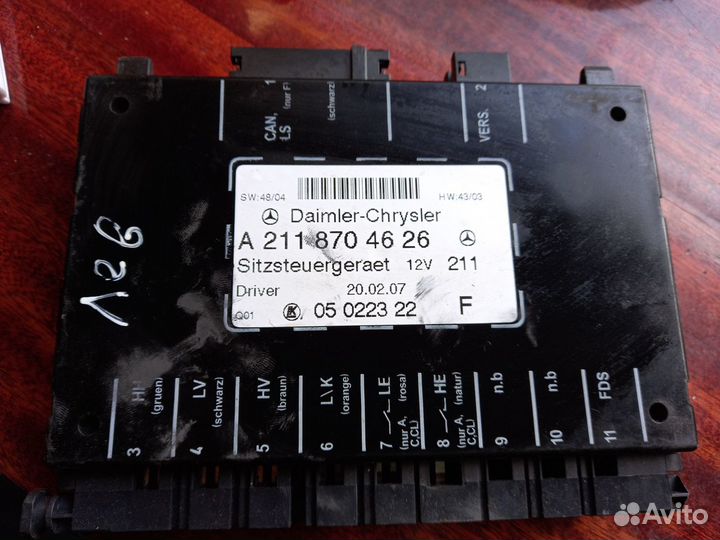 CAN, LS (nur F) 1 (schwarz)
VERS. 2
SW:48/04 HW:43/03
Daimler-Chrysler
A 211 870 46 26
Sitzsteuergeraet 12V 211
Driver 20.02.07
Q01 05 0223 22 F
126
3 HH (gruen)
4 LV (schwarz)
5 HV (braun)
6 (orange)
7 LE (rosa) (nur A, C,CL)
8 HE (natur) (nur A, C,CL)
9 n.b
10 n.b
11 FDS
Avito